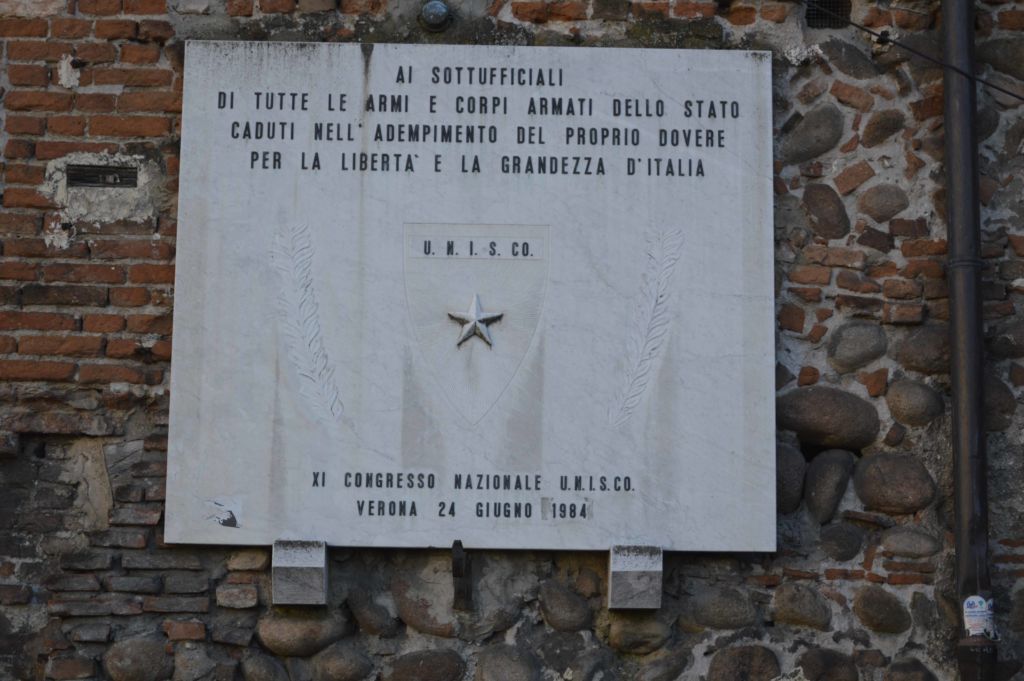 AI SOTTUFFICIALI
DI TUTTE LE ARMI E CORPI ARMATI DELLO STATO
CADUTI NELL'ADEMPIMENTO DEL PROPRIO DOVERE
PER LA LIBERTA' E LA GRANDEZZA D'ITALIA
U. N. I. S. CO.
XI CONGRESSO NAZIONALE U.N.I.S.CO.
VERONA 24 GIUGNO 1984